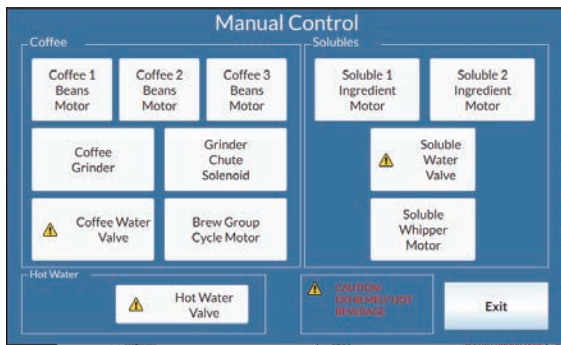 Manual Control
Coffee
Solubles
Coffee 1
Beans
Motor
Coffee 2
Beans
Motor
Coffee 3
Beans
Motor
Soluble 1
Ingredient
Motor
Soluble 2
Ingredient
Motor
Coffee
Grinder
Grinder
Chute
Solenoid
Soluble
Water
Valve
Coffee Water
Valve
Brew Group
Cycle Motor
Soluble
Whipper
Motor
Hot Water
Hot Water
Valve
CAUTION!
EXTREMELY HOT
BEVERAGE
Exit